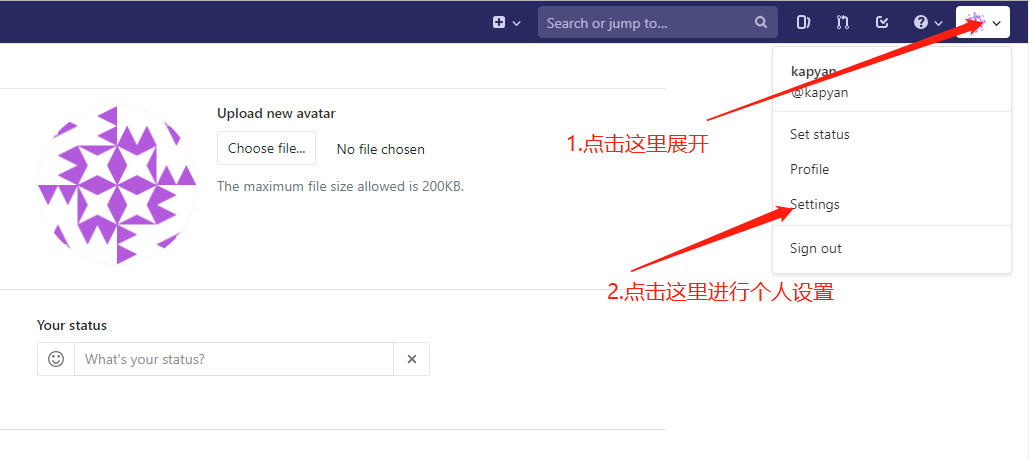 Search or jump to...
kapyan
@kapyan
Upload new avatar
Choose file...
No file chosen
The maximum file size allowed is 200KB.
1.点击这里展开
Set status
Profile
Settings
Sign out
2.点击这里进行个人设置
Your status
What's your status?